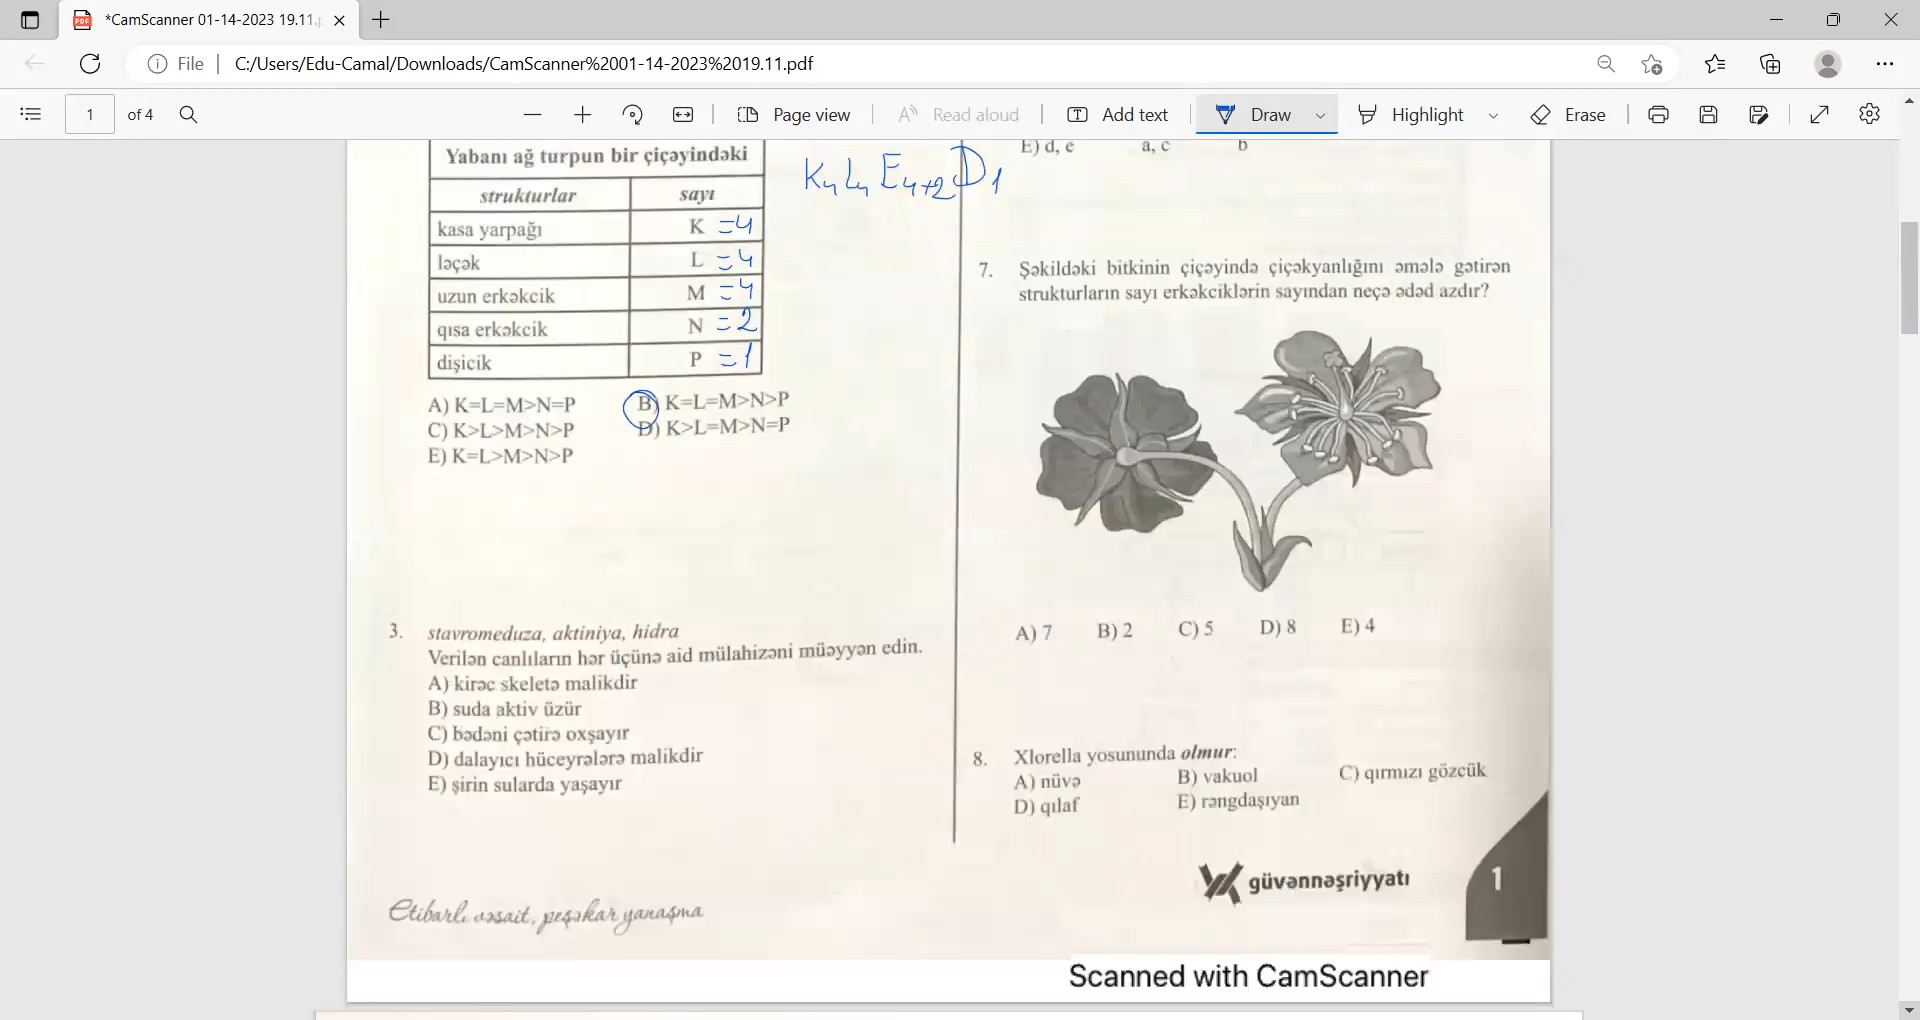 *CamScanner 01-14-2023 19.11.
File
C:/Users/Edu-Camal/Downloads/CamScanner%2001-14-2023%2019.11.pdf
1 of 4
Page view
Read aloud
Add text
Draw
Highlight
Erase
Yabanı ağ turpun bir çiçəyindəki
strukturlar sayı
kasa yarpağı K =4
ləçək L =4
uzun erkəkcik M =4
qısa erkəkcik N =2
dişicik P =1
K4 L4 E4+2 D1
A) K=L=M>N=P B) K=L=M>N>P
C) K>L>M>N>P D) K>L=M>N=P
E) K=L>M>N>P
3. stavromeduza, aktiniya, hidra
Verilən canlıların hər üçünə aid mülahizəni müəyyən edin.
A) kirəc skeletə malikdir
B) suda aktiv üzür
C) bədəni çətirə oxşayır
D) dalayıcı hüceyrələrə malikdir
E) şirin sularda yaşayır
Etibarlı vəsait, peşəkar yanaşma
E) d, e a, c b
7. Şəkildəki bitkinin çiçəyində çiçəkyanlığını əmələ gətirən
strukturların sayı erkəkciklərin sayından neçə ədəd azdır?
A) 7 B) 2 C) 5 D) 8 E) 4
8. Xlorella yosununda olmur:
A) nüvə B) vakuol C) qırmızı gözcük
D) qılaf E) rəngdaşıyan
güvənnəşriyyatı
1
Scanned with CamScanner